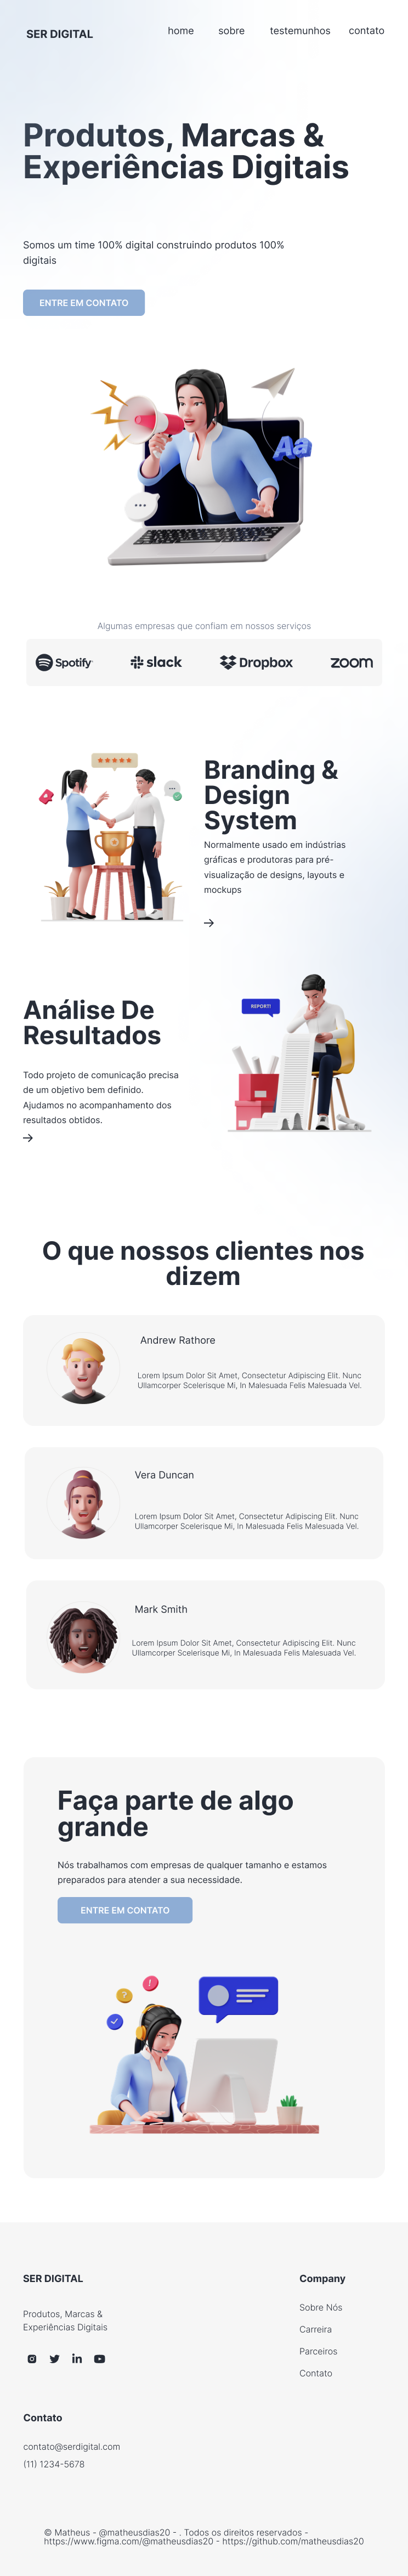 SER DIGITAL
home sobre testemunhos contato
Produtos, Marcas &
Experiências Digitais
Somos um time 100% digital construindo produtos 100%
digitais
ENTRE EM CONTATO
Aa
Algumas empresas que confiam em nossos serviços
Spotify
slack
Dropbox
zoom
Branding &
Design
System
Normalmente usado em indústrias
gráficas e produtoras para pré-
visualização de designs, layouts e
mockups
Análise De
Resultados
Todo projeto de comunicação precisa
de um objetivo bem definido.
Ajudamos no acompanhamento dos
resultados obtidos.
REPORT!
O que nossos clientes nos
dizem
Andrew Rathore
Lorem Ipsum Dolor Sit Amet, Consectetur Adipiscing Elit. Nunc
Ullamcorper Scelerisque Mi, In Malesuada Felis Malesuada Vel.
Vera Duncan
Lorem Ipsum Dolor Sit Amet, Consectetur Adipiscing Elit. Nunc
Ullamcorper Scelerisque Mi, In Malesuada Felis Malesuada Vel.
Mark Smith
Lorem Ipsum Dolor Sit Amet, Consectetur Adipiscing Elit. Nunc
Ullamcorper Scelerisque Mi, In Malesuada Felis Malesuada Vel.
Faça parte de algo
grande
Nós trabalhamos com empresas de qualquer tamanho e estamos
preparados para atender a sua necessidade.
ENTRE EM CONTATO
SER DIGITAL
Produtos, Marcas &
Experiências Digitais
Company
Sobre Nós
Carreira
Parceiros
Contato
Contato
contato@serdigital.com
(11) 1234-5678
© Matheus - @matheusdias20 - . Todos os direitos reservados -
https://www.figma.com/@matheusdias20 - https://github.com/matheusdias20